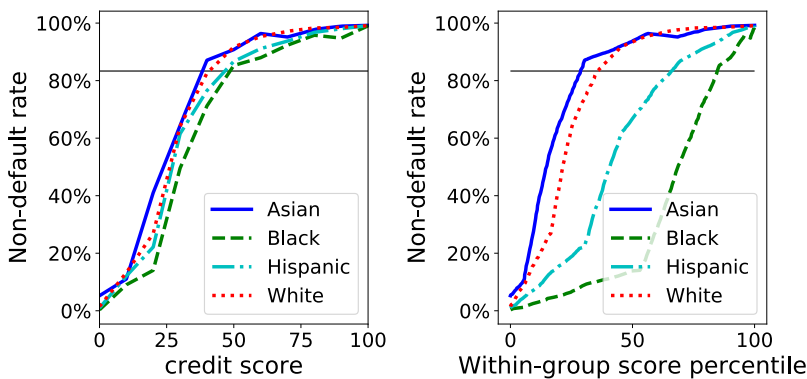 Non-default rate
100%
80%
60%
40%
20%
0%
Asian
Black
Hispanic
White
0
25
50
75
100
credit score
Non-default rate
100%
80%
60%
40%
20%
0%
Asian
Black
Hispanic
White
0
50
100
Within-group score percentile